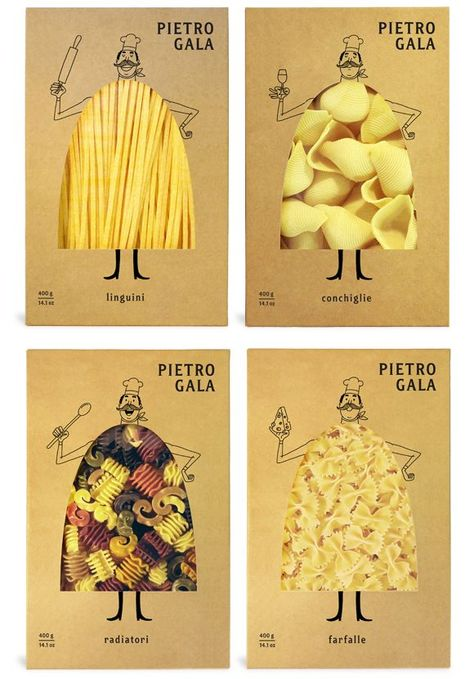 PIETRO
GALA
400 g
14.1 oz
linguini
PIETRO
GALA
400 g
14.1 oz
conchiglie
PIETRO
GALA
400 g
14.1 oz
radiatori
PIETRO
GALA
400 g
14.1 oz
farfalle